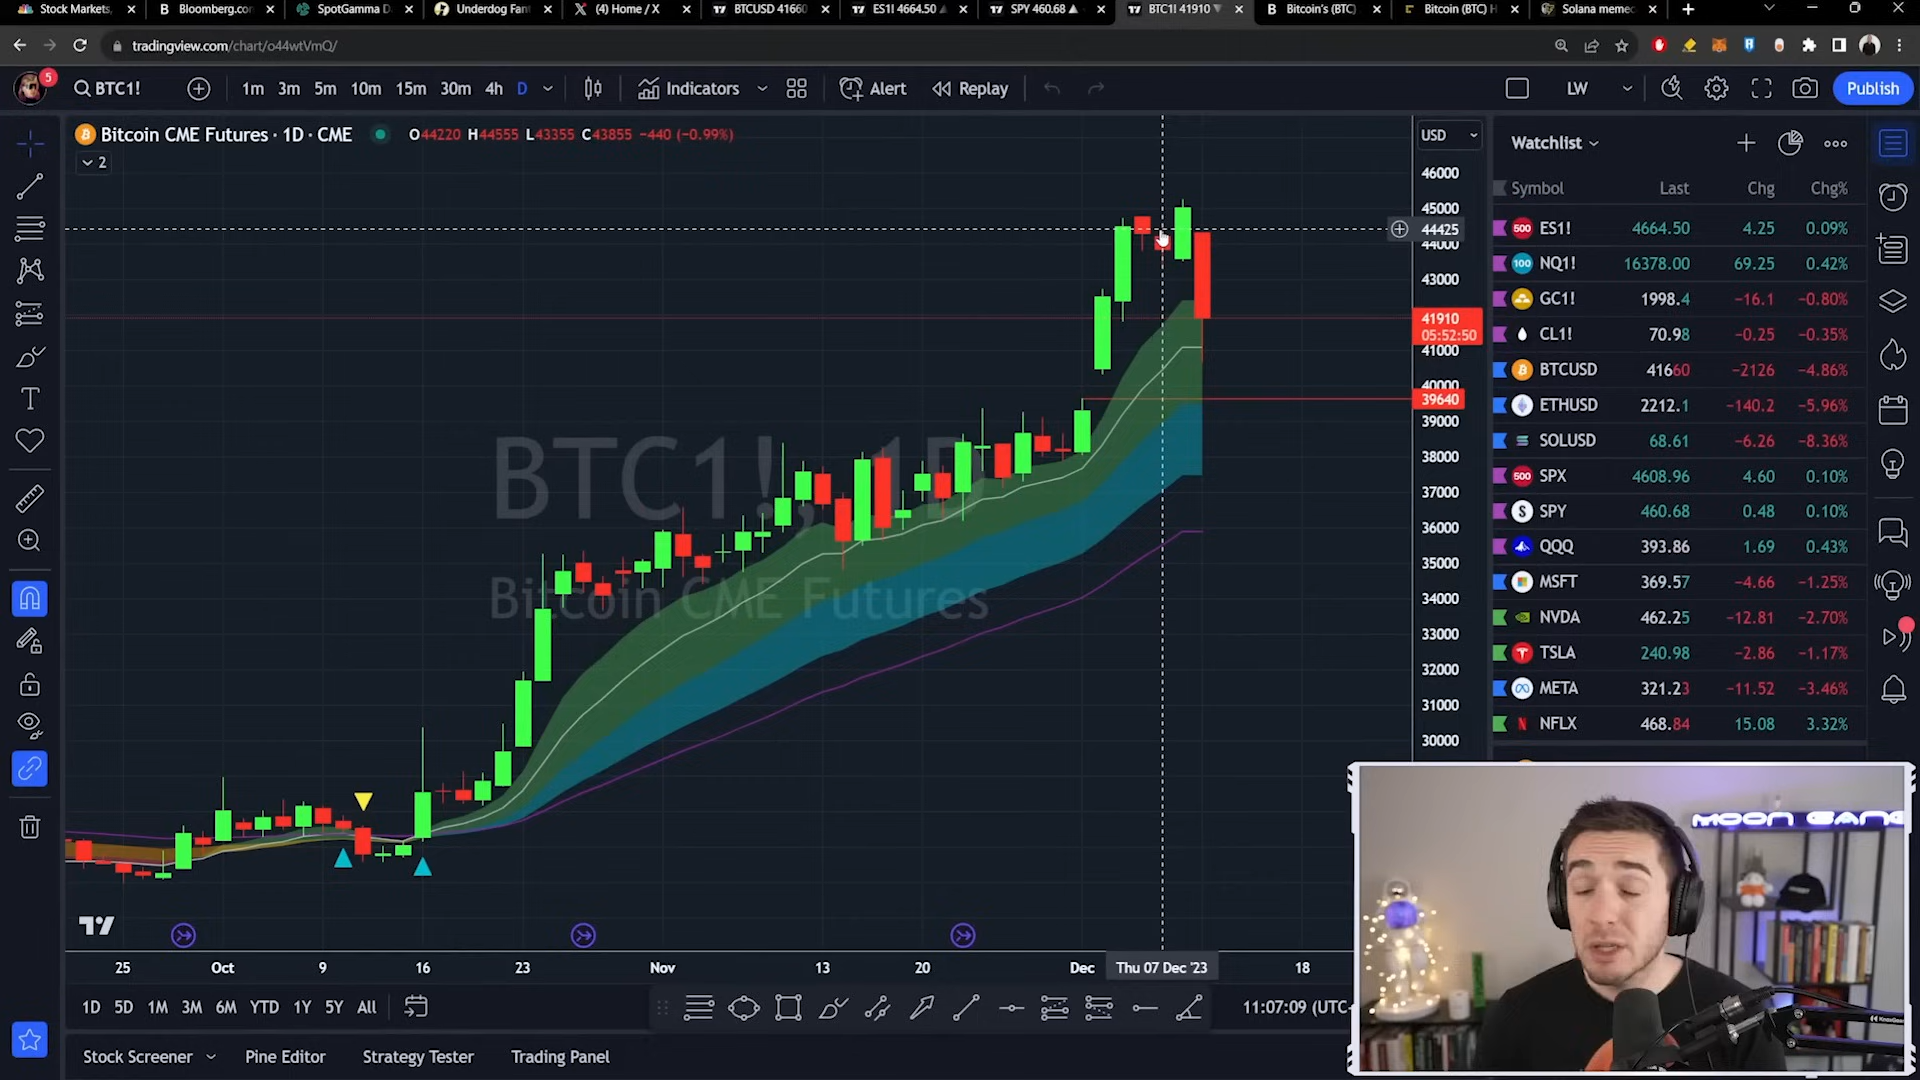 Stock Markets,
Bloomberg.co
SpotGamma D
Underdog Fan
(4) Home / X
BTCUSD 41660
ES1! 4664.50
SPY 460.68
BTC1! 41910
Bitcoin's (BTC)
Bitcoin (BTC) H
Solana memec
tradingview.com/chart/o44wtVmQ/
5
BTC1!
1m 3m 5m 10m 15m 30m 4h D
Indicators
Alert
Replay
LW
Publish
Bitcoin CME Futures · 1D · CME
O44220 H44555 L43355 C43855 −440 (−0.99%)
2
USD
46000
45000
44425
44000
43000
41910
05:52:50
41000
40000
39640
39000
38000
37000
36000
35000
34000
33000
32000
31000
30000
BTC1!, 1D
Bitcoin CME Futures
25 Oct 9 16 23 Nov 13 20 Dec Thu 07 Dec '23 18
1D 5D 1M 3M 6M YTD 1Y 5Y All
11:07:09 (UTC-
Stock Screener
Pine Editor
Strategy Tester
Trading Panel
Watchlist
Symbol Last Chg Chg%
500 ES1! 4664.50 4.25 0.09%
100 NQ1! 16378.00 69.25 0.42%
GC1! 1998.4 −16.1 −0.80%
CL1! 70.98 −0.25 −0.35%
BTCUSD 41660 −2126 −4.86%
ETHUSD 2212.1 −140.2 −5.96%
SOLUSD 68.61 −6.26 −8.36%
500 SPX 4608.96 4.60 0.10%
S SPY 460.68 0.48 0.10%
QQQ 393.86 1.69 0.43%
MSFT 369.57 −4.66 −1.25%
NVDA 462.25 −12.81 −2.70%
TSLA 240.98 −2.86 −1.17%
META 321.23 −11.52 −3.46%
N NFLX 468.84 15.08 3.32%
MOON GANG